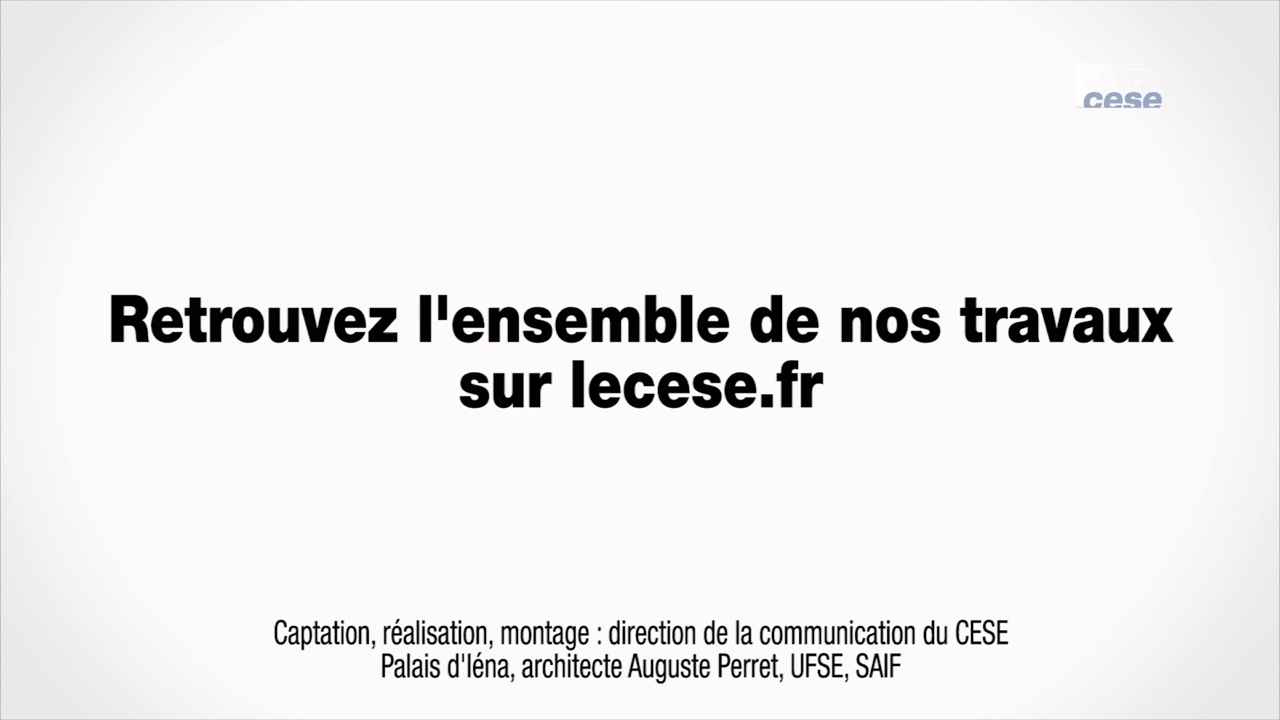 cese
Retrouvez l'ensemble de nos travaux
sur lecese.fr
Captation, réalisation, montage : direction de la communication du CESE
Palais d'Iéna, architecte Auguste Perret, UFSE, SAIF